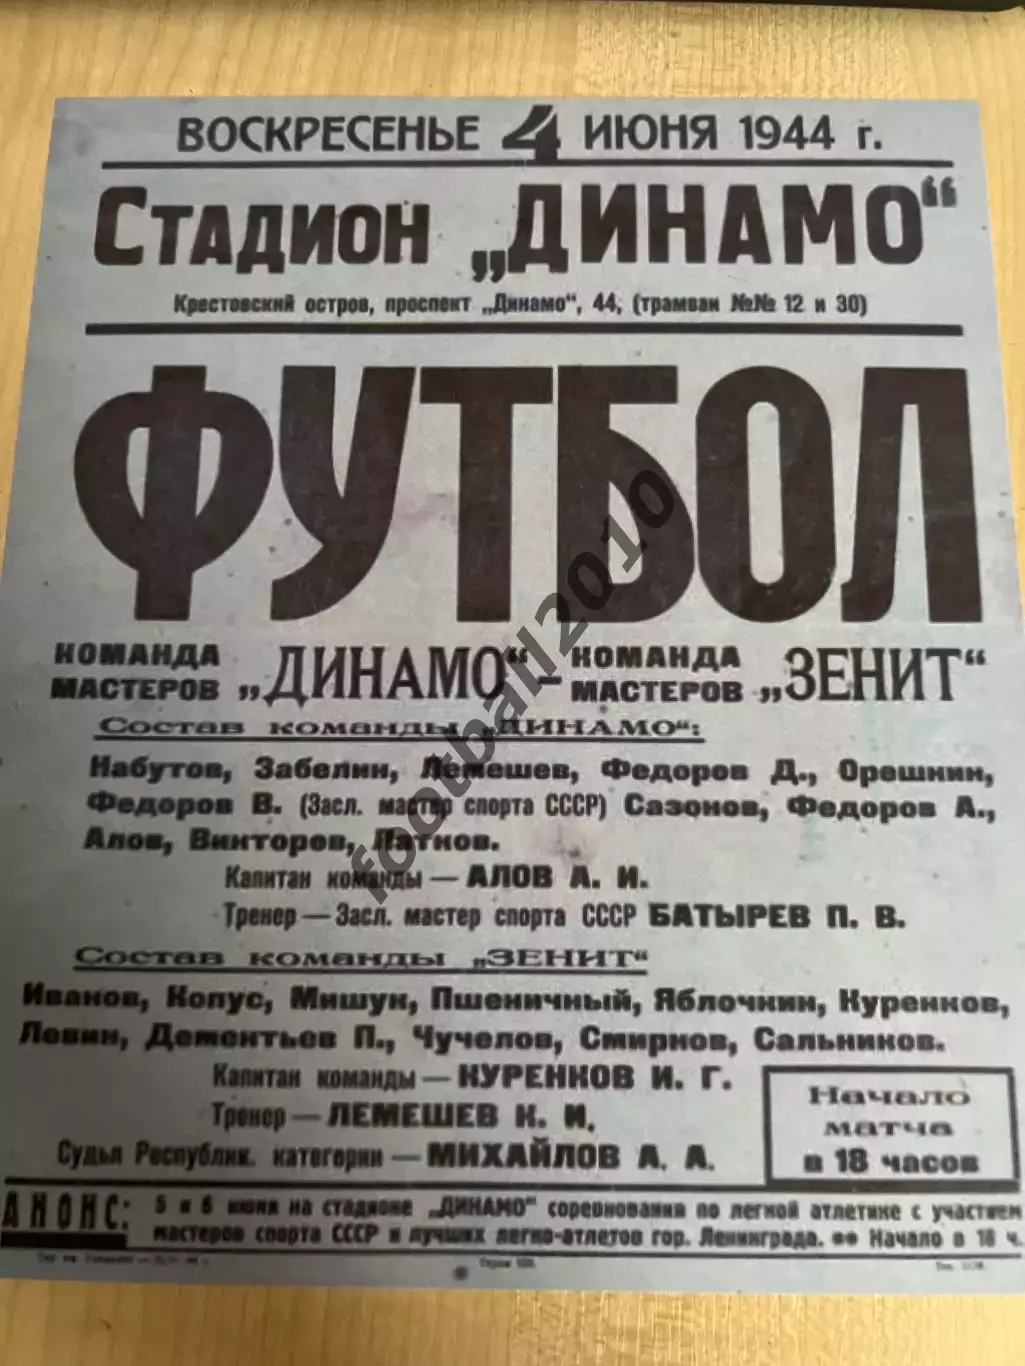 ВОСКРЕСЕНЬЕ 4 ИЮНЯ 1944 г.
СТАДИОН „ДИНАМО“
Крестовский остров, проспект „Динамо“, 44, (трамваи №№ 12 и 30)
ФУТБОЛ
КОМАНДА МАСТЕРОВ „ДИНАМО“ – КОМАНДА МАСТЕРОВ „ЗЕНИТ“
Состав команды „ДИНАМО“:
Набутов, Забелин, Лемешев, Федоров Д., Орешкин,
Федоров В. (Засл. мастер спорта СССР) Сазонов, Федоров А.,
Алов, Викторов, Латков.
Капитан команды — АЛОВ А. И.
Тренер — Засл. мастер спорта СССР БАТЫРЕВ П. В.
Состав команды „ЗЕНИТ“
Иванов, Копус, Мишук, Пшеничный, Яблочкин, Куренков,
Левин, Дементьев П., Чучелов, Смирнов, Сальников.
Капитан команды — КУРЕНКОВ И. Г.
Тренер — ЛЕМЕШЕВ К. И.
Судья Республик. категории — МИХАЙЛОВ А. А.
Начало
матча
в 18 часов
АНОНС: 5 и 6 июня на стадионе „ДИНАМО“ соревнования по легкой атлетике с участием
мастеров спорта СССР и лучших легко-атлетов гор. Ленинграда. Начало в 18 ч.
football2010